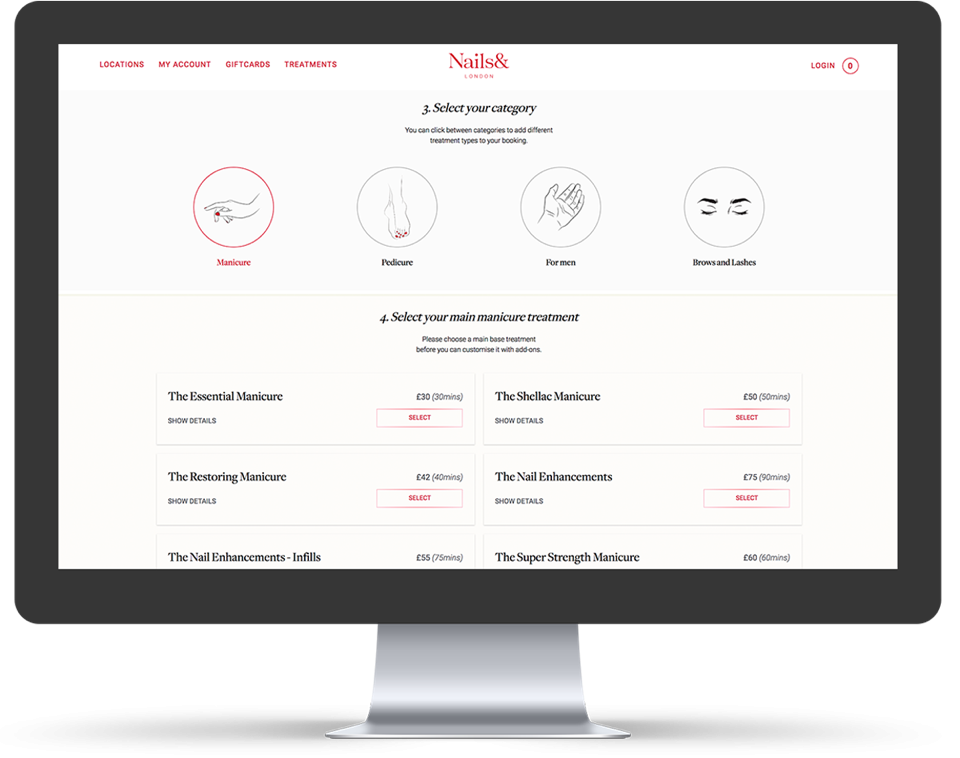 LOCATIONS MY ACCOUNT GIFTCARDS TREATMENTS
Nails&
LONDON
LOGIN 0
3. Select your category
You can click between categories to add different
treatment types to your booking.
Manicure
Pedicure
For men
Brows and Lashes
4. Select your main manicure treatment
Please choose a main base treatment
before you can customise it with add-ons.
The Essential Manicure £30 (30mins)
SHOW DETAILS SELECT
The Shellac Manicure £50 (50mins)
SHOW DETAILS SELECT
The Restoring Manicure £42 (40mins)
SHOW DETAILS SELECT
The Nail Enhancements £75 (90mins)
SHOW DETAILS SELECT
The Nail Enhancements - Infills £55 (75mins)
The Super Strength Manicure £60 (60mins)